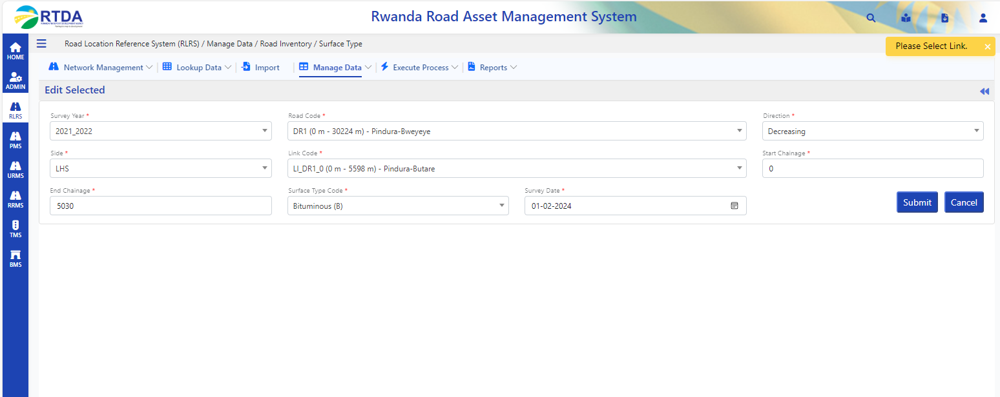 RTDA
Rwanda Road Asset Management System
HOME
ADMIN
RLRS
PMS
URMS
RRMS
TMS
BMS
Road Location Reference System (RLRS) / Manage Data / Road Inventory / Surface Type
Please Select Link. ×
Network Management Lookup Data Import Manage Data Execute Process Reports
Edit Selected
Survey Year * Road Code * Direction *
2021_2022 DR1 (0 m - 30224 m) - Pindura-Bweyeye Decreasing
Side * Link Code * Start Chainage *
LHS LI_DR1_0 (0 m - 5598 m) - Pindura-Butare 0
End Chainage * Surface Type Code * Survey Date *
5030 Bituminous (B) 01-02-2024 Submit Cancel